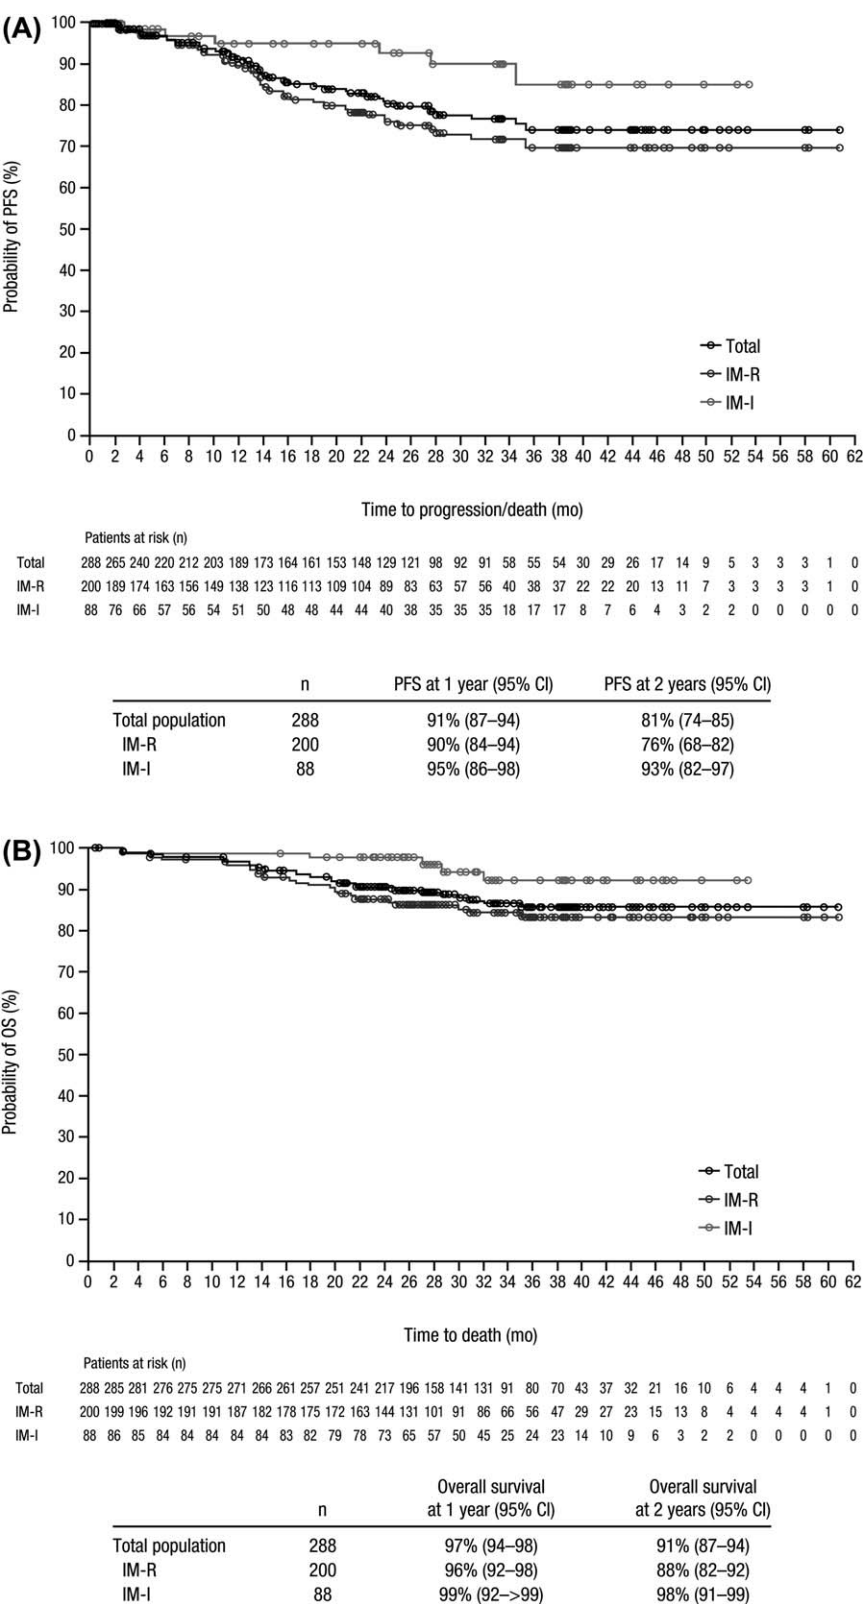 (A)
Probability of PFS (%)
100
90
80
70
60
50
40
30
20
10
0
Total
IM-R
IM-I
0 2 4 6 8 10 12 14 16 18 20 22 24 26 28 30 32 34 36 38 40 42 44 46 48 50 52 54 56 58 60 62
Time to progression/death (mo)
Patients at risk (n)
Total 288 265 240 220 212 203 189 173 164 161 153 148 129 121 98 92 91 58 55 54 30 29 26 17 14 9 5 3 3 3 1 0
IM-R 200 189 174 163 156 149 138 123 116 113 109 104 89 83 63 57 56 40 38 37 22 22 20 13 11 7 3 3 3 3 1 0
IM-I 88 76 66 57 56 54 51 50 48 48 44 44 40 38 35 35 35 18 17 17 8 7 6 4 3 2 2 0 0 0 0 0
n PFS at 1 year (95% CI) PFS at 2 years (95% CI)
Total population 288 91% (87–94) 81% (74–85)
IM-R 200 90% (84–94) 76% (68–82)
IM-I 88 95% (86–98) 93% (82–97)
(B)
Probability of OS (%)
100
90
80
70
60
50
40
30
20
10
0
Total
IM-R
IM-I
0 2 4 6 8 10 12 14 16 18 20 22 24 26 28 30 32 34 36 38 40 42 44 46 48 50 52 54 56 58 60 62
Time to death (mo)
Patients at risk (n)
Total 288 285 281 276 275 275 271 266 261 257 251 241 217 196 158 141 131 91 80 70 43 37 32 21 16 10 6 4 4 4 1 0
IM-R 200 199 196 192 191 191 187 182 178 175 172 163 144 131 101 91 86 66 56 47 29 27 23 15 13 8 4 4 4 4 1 0
IM-I 88 86 85 84 84 84 84 84 83 82 79 78 73 65 57 50 45 25 24 23 14 10 9 6 3 2 2 0 0 0 0 0
Overall survival Overall survival
n at 1 year (95% CI) at 2 years (95% CI)
Total population 288 97% (94–98) 91% (87–94)
IM-R 200 96% (92–98) 88% (82–92)
IM-I 88 99% (92–>99) 98% (91–99)